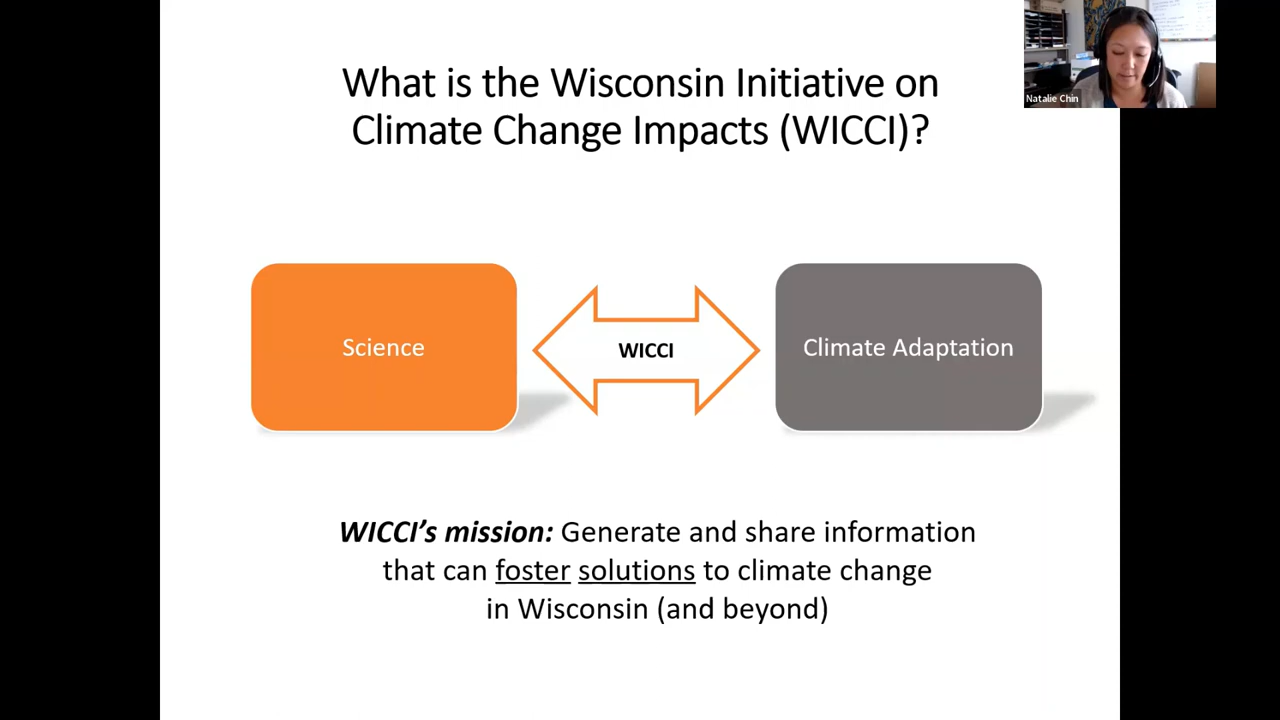 What is the Wisconsin Initiative on
Climate Change Impacts (WICCI)?
Natalie Chin
Science
WICCI
Climate Adaptation
WICCI's mission: Generate and share information
that can foster solutions to climate change
in Wisconsin (and beyond)